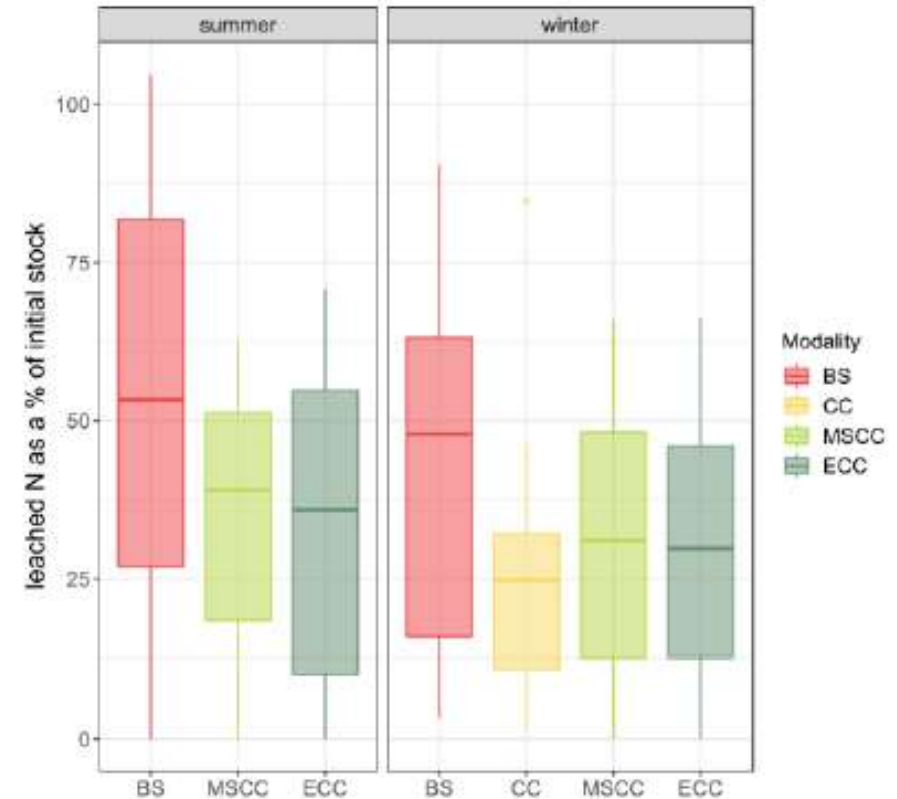 summer
winter
leached N as a % of initial stock
100
75
50
25
0
BS
MSCC
ECC
BS
CC
MSCC
ECC
Modality
BS
CC
MSCC
ECC